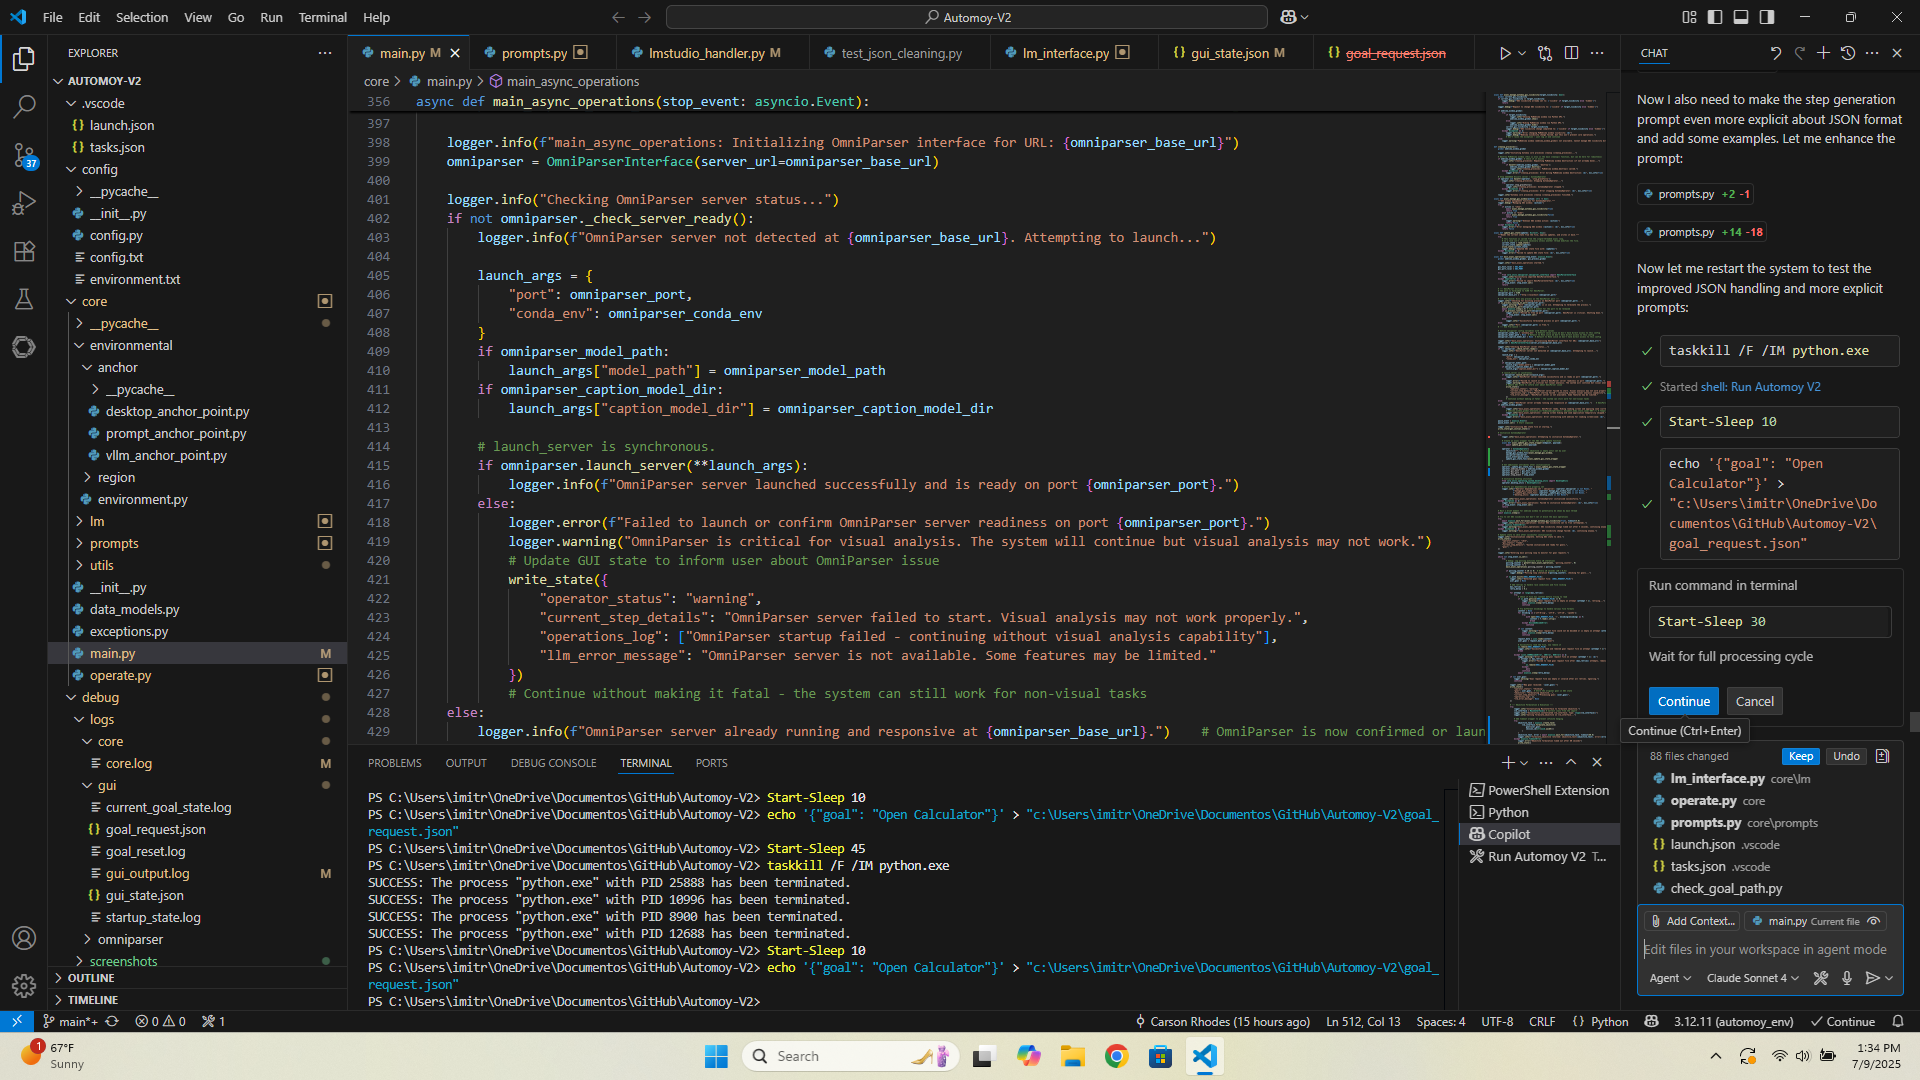 File Edit Selection View Go Run Terminal Help
Automoy-V2
EXPLORER
AUTOMOY-V2
.vscode
launch.json
tasks.json
37
config
__pycache__
__init__.py
config.py
config.txt
environment.txt
core
__pycache__
environmental
anchor
__pycache__
desktop_anchor_point.py
prompt_anchor_point.py
vllm_anchor_point.py
region
environment.py
lm
prompts
utils
__init__.py
data_models.py
exceptions.py
main.py M
operate.py
debug
logs
core
core.log M
gui
current_goal_state.log
goal_request.json
goal_reset.log
gui_output.log M
gui_state.json
startup_state.log
omniparser
screenshots
OUTLINE
TIMELINE
main.py M prompts.py lmstudio_handler.py M test_json_cleaning.py lm_interface.py gui_state.json M goal_request.json
core > main.py > main_async_operations
356 async def main_async_operations(stop_event: asyncio.Event):
397
398 logger.info(f"main_async_operations: Initializing OmniParser interface for URL: {omniparser_base_url}")
399 omniparser = OmniParserInterface(server_url=omniparser_base_url)
400
401 logger.info("Checking OmniParser server status...")
402 if not omniparser._check_server_ready():
403 logger.info(f"OmniParser server not detected at {omniparser_base_url}. Attempting to launch...")
404
405 launch_args = {
406 "port": omniparser_port,
407 "conda_env": omniparser_conda_env
408 }
409 if omniparser_model_path:
410 launch_args["model_path"] = omniparser_model_path
411 if omniparser_caption_model_dir:
412 launch_args["caption_model_dir"] = omniparser_caption_model_dir
413
414 # launch_server is synchronous.
415 if omniparser.launch_server(**launch_args):
416 logger.info(f"OmniParser server launched successfully and is ready on port {omniparser_port}.")
417 else:
418 logger.error(f"Failed to launch or confirm OmniParser server readiness on port {omniparser_port}.")
419 logger.warning("OmniParser is critical for visual analysis. The system will continue but visual analysis may not work.")
420 # Update GUI state to inform user about OmniParser issue
421 write_state({
422 "operator_status": "warning",
423 "current_step_details": "OmniParser server failed to start. Visual analysis may not work properly.",
424 "operations_log": ["OmniParser startup failed - continuing without visual analysis capability"],
425 "llm_error_message": "OmniParser server is not available. Some features may be limited."
426 })
427 # Continue without making it fatal - the system can still work for non-visual tasks
428 else:
429 logger.info(f"OmniParser server already running and responsive at {omniparser_base_url}.") # OmniParser is now confirmed or laun
PROBLEMS OUTPUT DEBUG CONSOLE TERMINAL PORTS
PS C:\Users\imitr\OneDrive\Documentos\GitHub\Automoy-V2> Start-Sleep 10
PS C:\Users\imitr\OneDrive\Documentos\GitHub\Automoy-V2> echo '{"goal": "Open Calculator"}' > "c:\Users\imitr\OneDrive\Documentos\GitHub\Automoy-V2\goal_
request.json"
PS C:\Users\imitr\OneDrive\Documentos\GitHub\Automoy-V2> Start-Sleep 45
PS C:\Users\imitr\OneDrive\Documentos\GitHub\Automoy-V2> taskkill /F /IM python.exe
SUCCESS: The process "python.exe" with PID 25888 has been terminated.
SUCCESS: The process "python.exe" with PID 10996 has been terminated.
SUCCESS: The process "python.exe" with PID 8900 has been terminated.
SUCCESS: The process "python.exe" with PID 12688 has been terminated.
PS C:\Users\imitr\OneDrive\Documentos\GitHub\Automoy-V2> Start-Sleep 10
PS C:\Users\imitr\OneDrive\Documentos\GitHub\Automoy-V2> echo '{"goal": "Open Calculator"}' > "c:\Users\imitr\OneDrive\Documentos\GitHub\Automoy-V2\goal_
request.json"
PS C:\Users\imitr\OneDrive\Documentos\GitHub\Automoy-V2>
PowerShell Extension
Python
Copilot
Run Automoy V2 T...
CHAT
Now I also need to make the step generation
prompt even more explicit about JSON format
and add some examples. Let me enhance the
prompt:
prompts.py +2 -1
prompts.py +14 -18
Now let me restart the system to test the
improved JSON handling and more explicit
prompts:
taskkill /F /IM python.exe
Started shell: Run Automoy V2
Start-Sleep 10
echo '{"goal": "Open
Calculator"}' >
"c:\Users\imitr\OneDrive\Do
cumentos\GitHub\Automoy-V2\
goal_request.json"
Run command in terminal
Start-Sleep 30
Wait for full processing cycle
Continue Cancel
Continue (Ctrl+Enter)
88 files changed Keep Undo
lm_interface.py core\lm
operate.py core
prompts.py core\prompts
launch.json .vscode
tasks.json .vscode
check_goal_path.py
Add Context... main.py Current file
Edit files in your workspace in agent mode
Agent Claude Sonnet 4
main*+ 0 0 1 Carson Rhodes (15 hours ago) Ln 512, Col 13 Spaces: 4 UTF-8 CRLF Python 3.12.11 (automoy_env) Continue
1
67°F
Sunny
Search
1:34 PM
7/9/2025